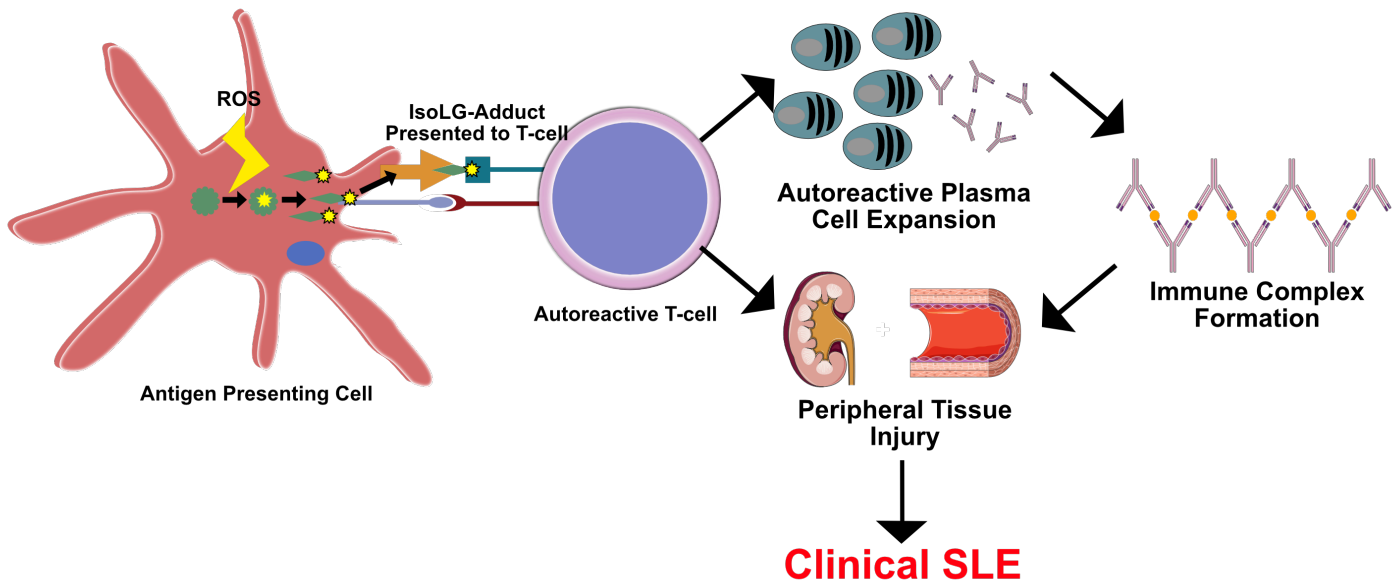 ROS
IsoLG-Adduct
Presented to T-cell
Autoreactive Plasma
Cell Expansion
Immune Complex
Formation
Autoreactive T-cell
Antigen Presenting Cell
+
Peripheral Tissue
Injury
Clinical SLE